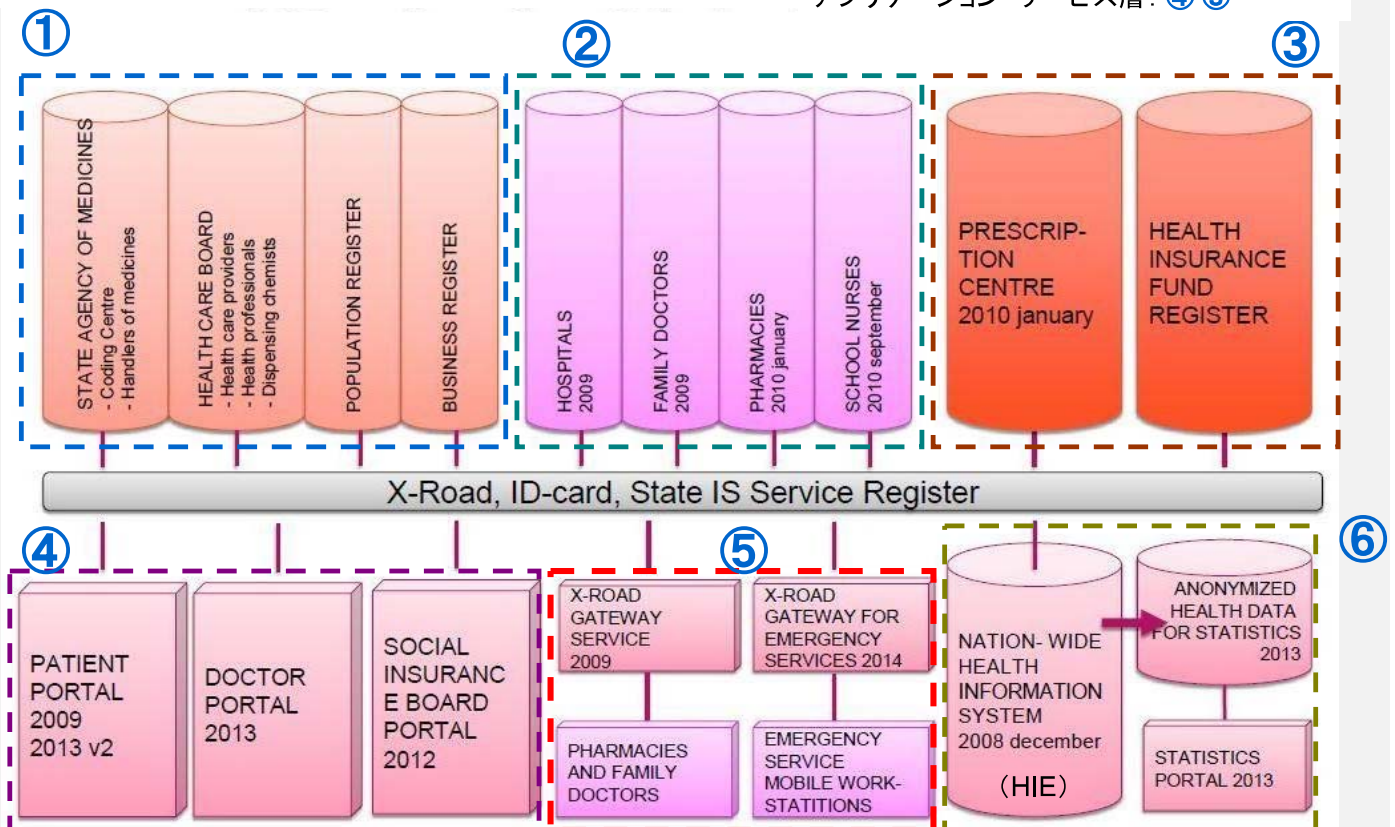 ① ② ③
STATE AGENCY OF MEDICINES
- Coding Centre
- Handlers of medicines
HEALTH CARE BOARD
- Health care providers
- Health professionals
- Dispensing chemists
POPULATION REGISTER
BUSINESS REGISTER
HOSPITALS
2009
FAMILY DOCTORS
2009
PHARMACIES
2010 january
SCHOOL NURSES
2010 september
PRESCRIP-
TION
CENTRE
2010 january
HEALTH
INSURANCE
FUND
REGISTER
X-Road, ID-card, State IS Service Register
④ ⑤ ⑥
PATIENT
PORTAL
2009
2013 v2
DOCTOR
PORTAL
2013
SOCIAL
INSURANC
E BOARD
PORTAL
2012
X-ROAD
GATEWAY
SERVICE
2009
PHARMACIES
AND FAMILY
DOCTORS
X-ROAD
GATEWAY FOR
EMERGENCY
SERVICES 2014
EMERGENCY
SERVICE
MOBILE WORK-
STATITIONS
NATION- WIDE
HEALTH
INFORMATION
SYSTEM
2008 december
（HIE）
ANONYMIZED
HEALTH DATA
FOR STATISTICS
2013
STATISTICS
PORTAL 2013